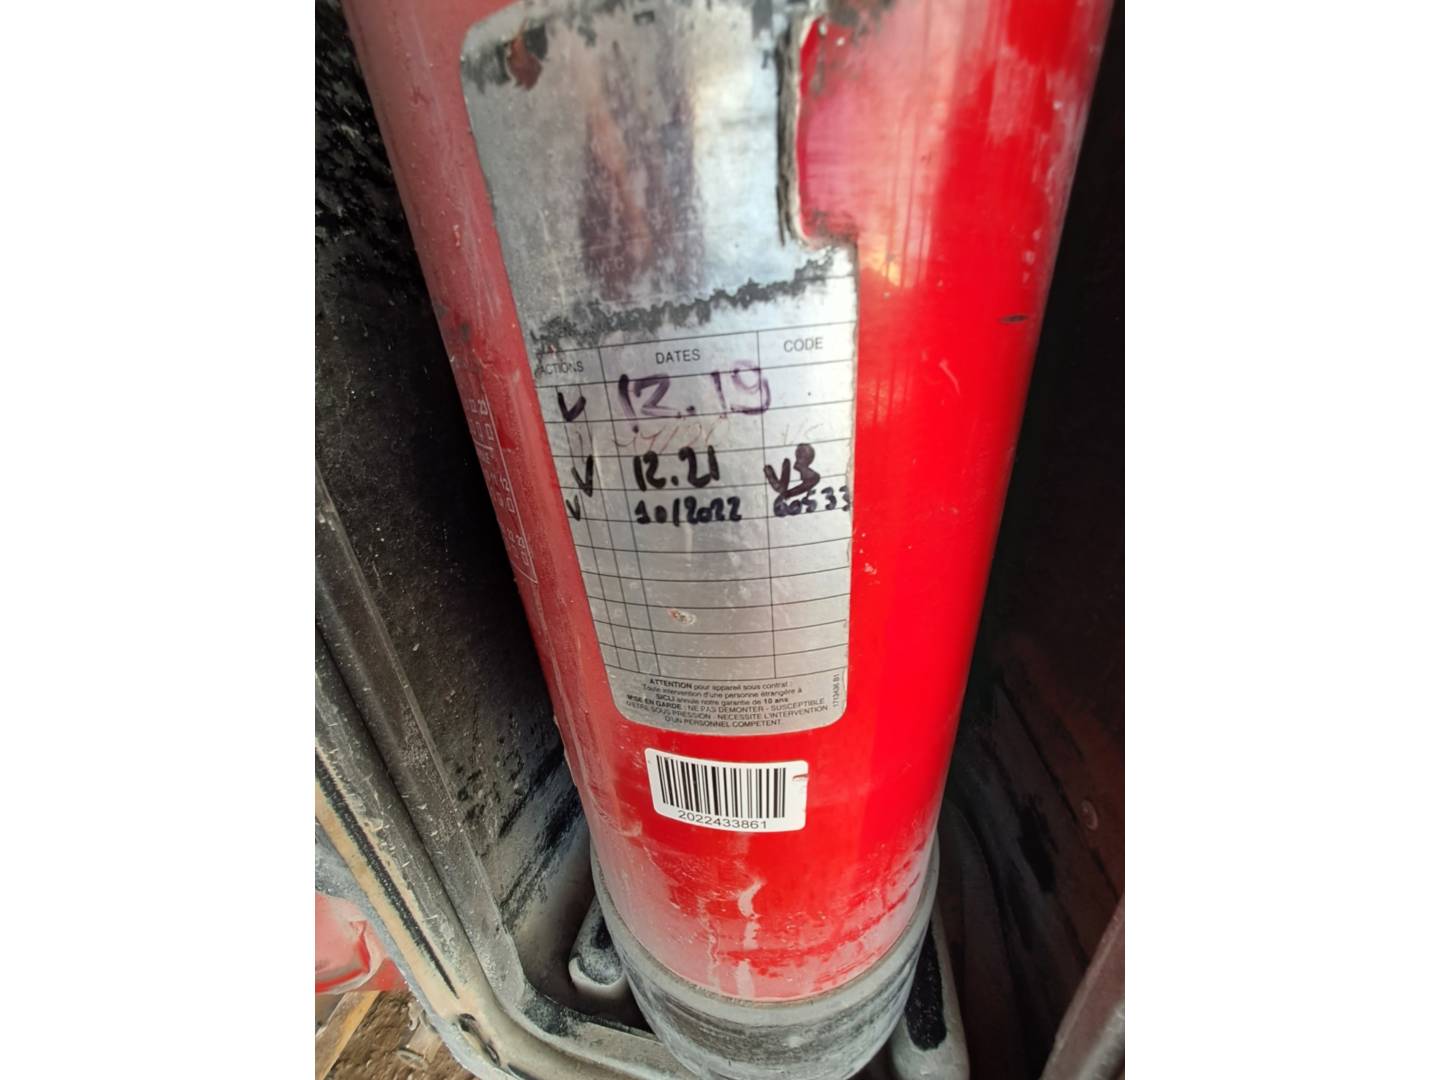 ACTIONS DATES CODE
V 12.19
V 12.21 V3
V 10/2022 60533
ATTENTION pour appareil sous contrat :
Toute intervention d'une personne étrangère à
SICLI annule notre garantie de 10 ans
MISE EN GARDE : NE PAS DEMONTER - SUSCEPTIBLE
D'ETRE SOUS PRESSION - NECESSITE L'INTERVENTION
D'UN PERSONNEL COMPETENT
1713436 B1
2022433861